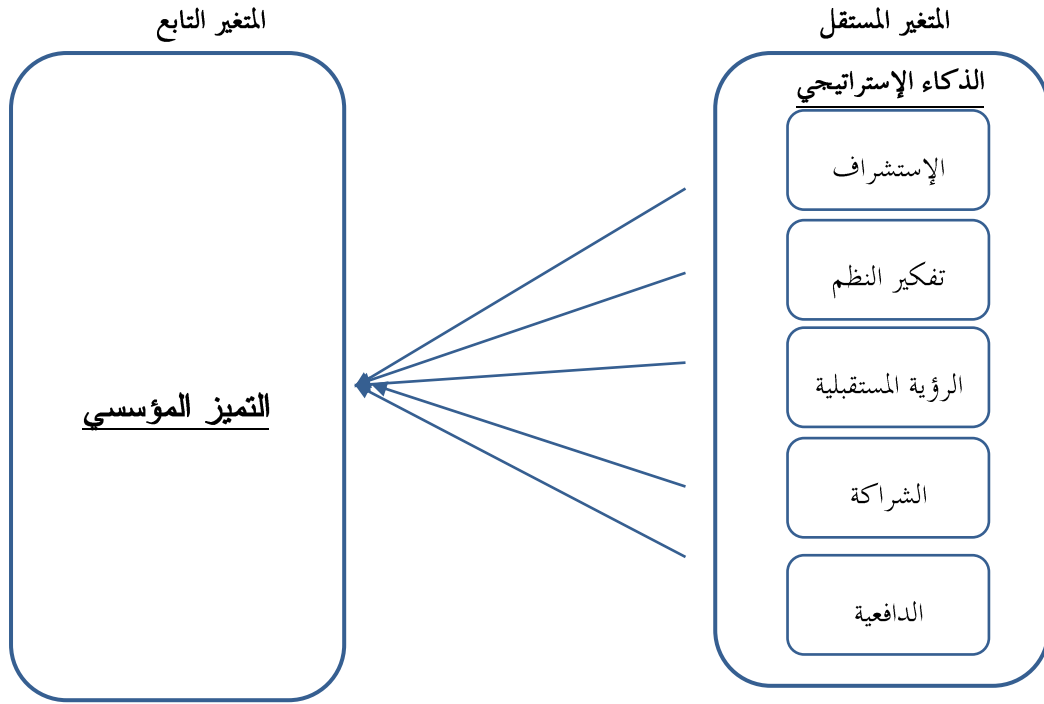 المتغير المستقل
المتغير التابع
الذكاء الإستراتيجي
الإستشراف
تفكير النظم
الرؤية المستقبلية
الشراكة
الدافعية
التميز المؤسسي